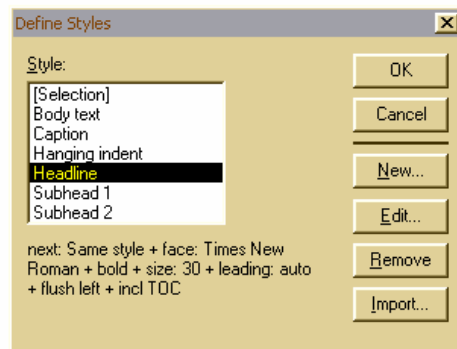 Define Styles
Style:
[Selection]
Body text
Caption
Hanging indent
Headline
Subhead 1
Subhead 2
next: Same style + face: Times New
Roman + bold + size: 30 + leading: auto
+ flush left + incl TOC
OK
Cancel
New...
Edit...
Remove
Import...